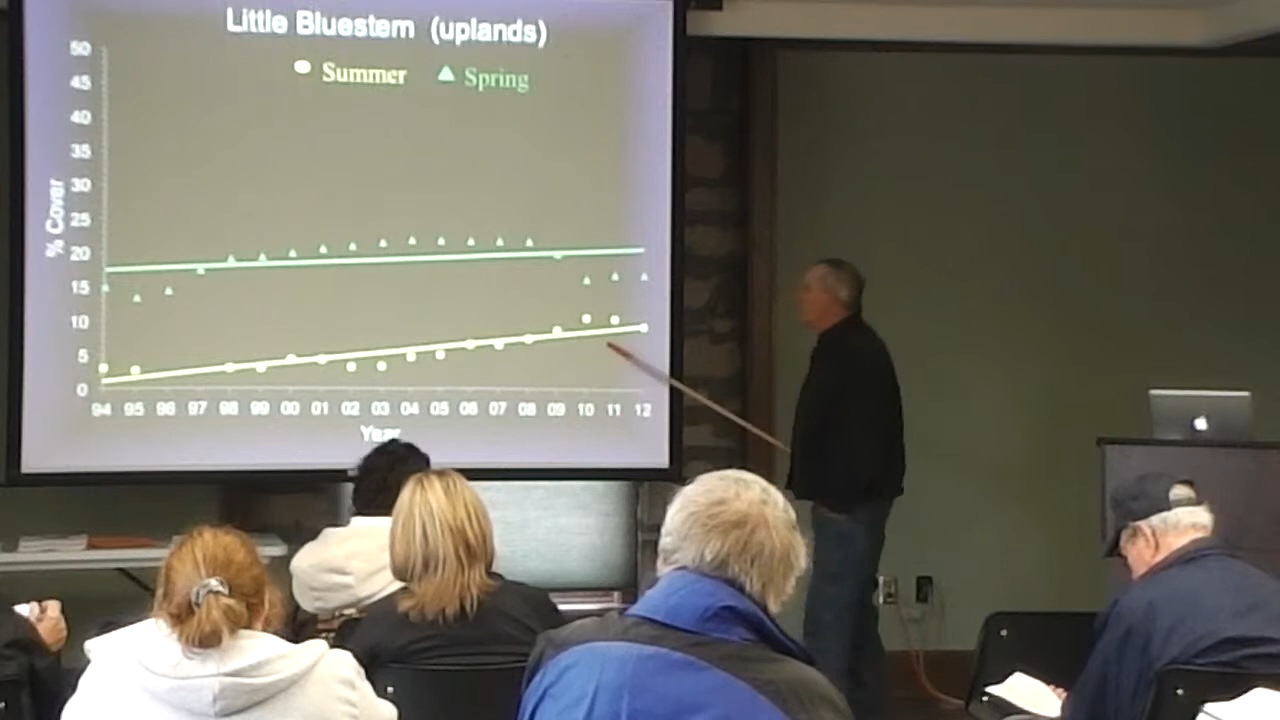 Little Bluestem (uplands)
Summer Spring
50
45
40
35
30
25
20
15
10
5
0
% Cover
94 95 96 97 98 99 00 01 02 03 04 05 06 07 08 09 10 11 12
Year